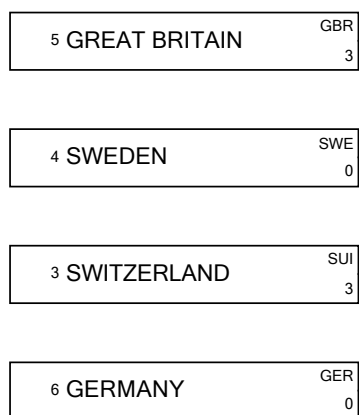 5 GREAT BRITAIN GBR
3
4 SWEDEN SWE
0
3 SWITZERLAND SUI
3
6 GERMANY GER
0